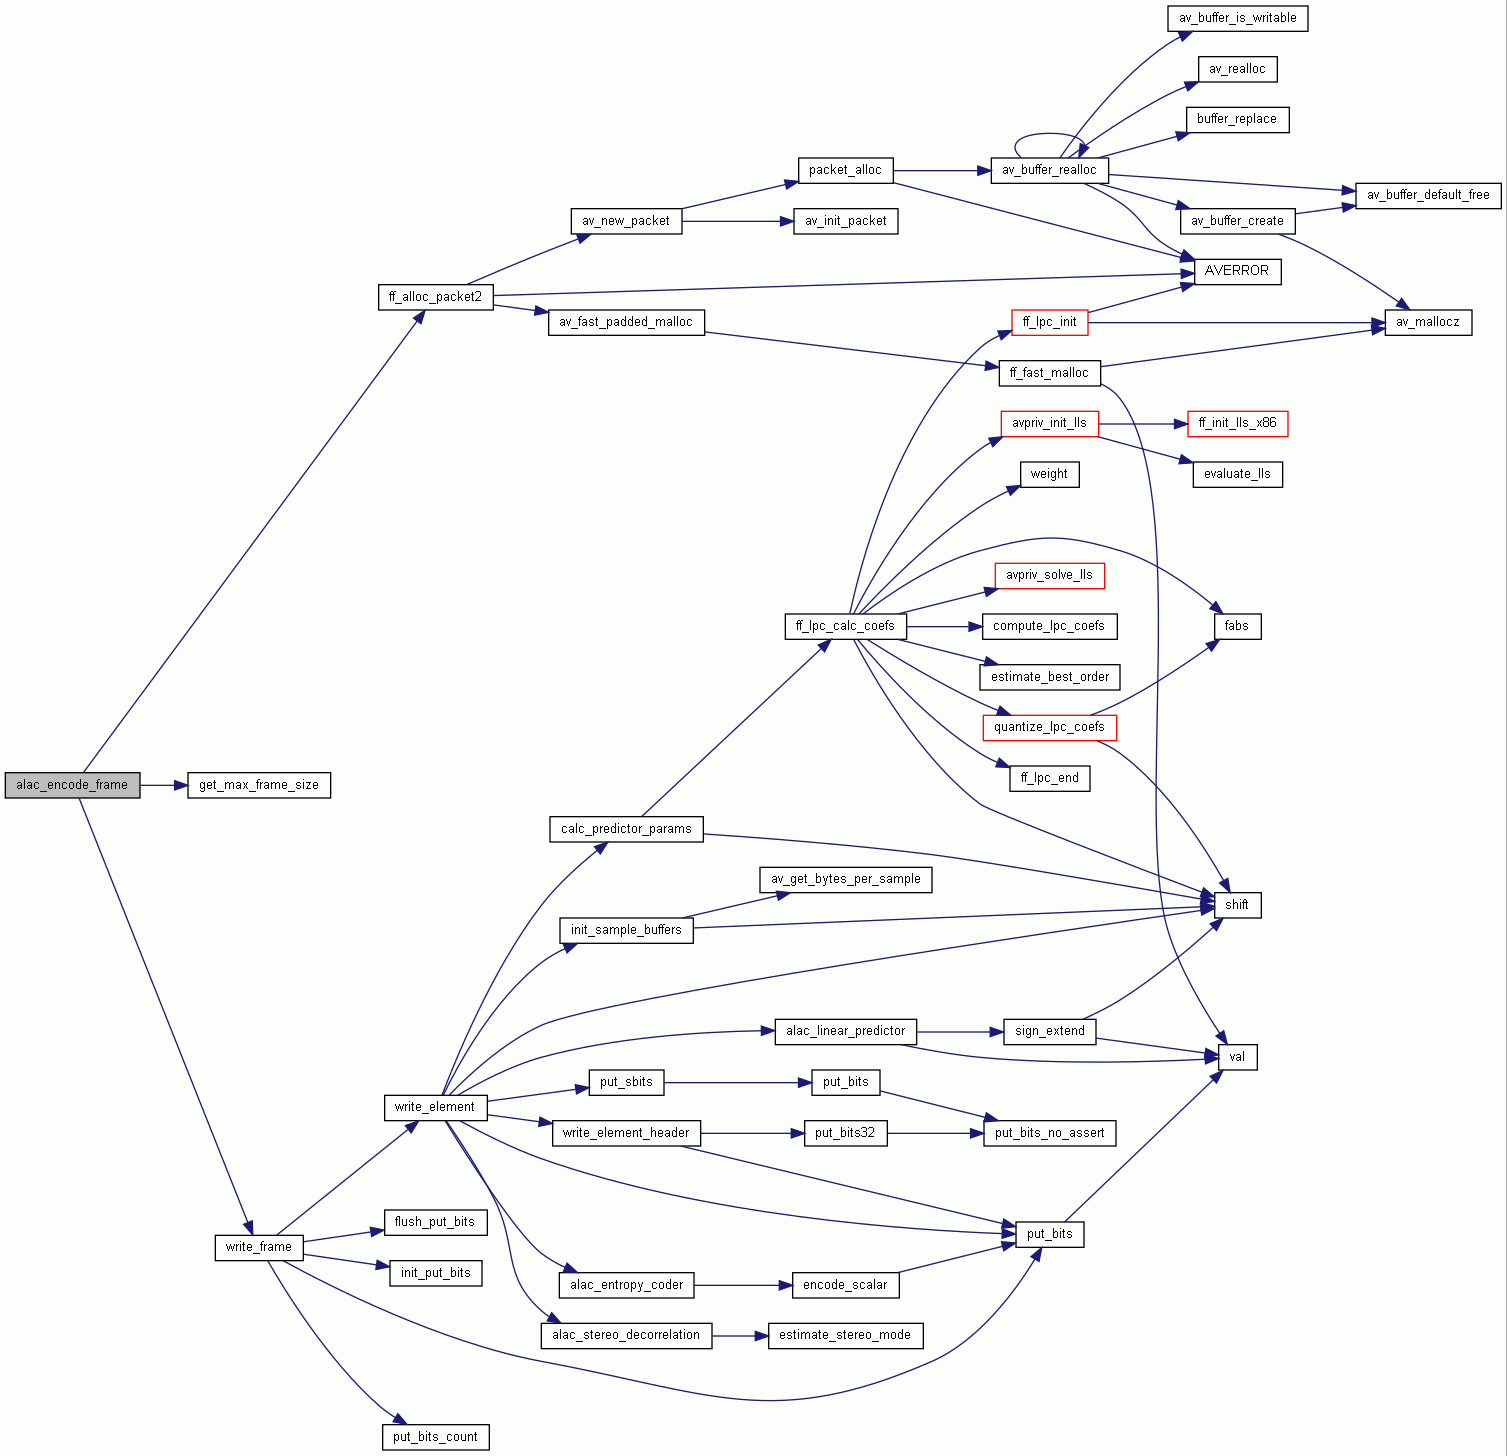 av_buffer_is_writable
av_realloc
buffer_replace
packet_alloc
av_buffer_realloc
av_buffer_default_free
av_new_packet
av_init_packet
av_buffer_create
AVERROR
ff_alloc_packet2
av_fast_padded_malloc
ff_lpc_init
av_mallocz
ff_fast_malloc
avpriv_init_lls
ff_init_lls_x86
weight
evaluate_lls
avpriv_solve_lls
ff_lpc_calc_coefs
compute_lpc_coefs
fabs
estimate_best_order
quantize_lpc_coefs
ff_lpc_end
alac_encode_frame
get_max_frame_size
calc_predictor_params
av_get_bytes_per_sample
init_sample_buffers
shift
alac_linear_predictor
sign_extend
val
put_sbits
put_bits
write_element
write_element_header
put_bits32
put_bits_no_assert
flush_put_bits
put_bits
write_frame
init_put_bits
alac_entropy_coder
encode_scalar
alac_stereo_decorrelation
estimate_stereo_mode
put_bits_count